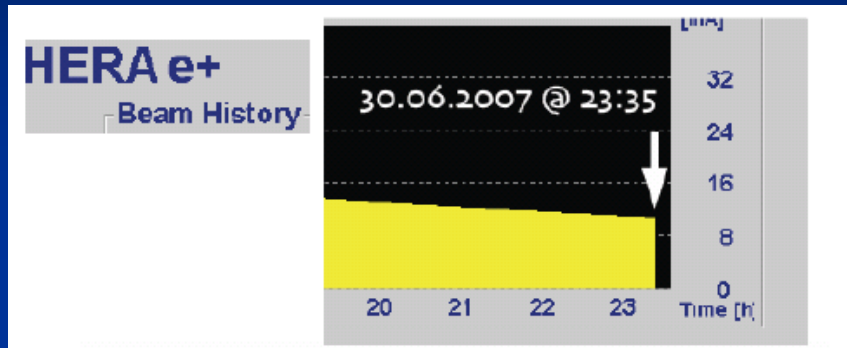 HERA e+
Beam History
[mA]
30.06.2007 @ 23:35
32
24
16
8
0
20 21 22 23 Time [h]